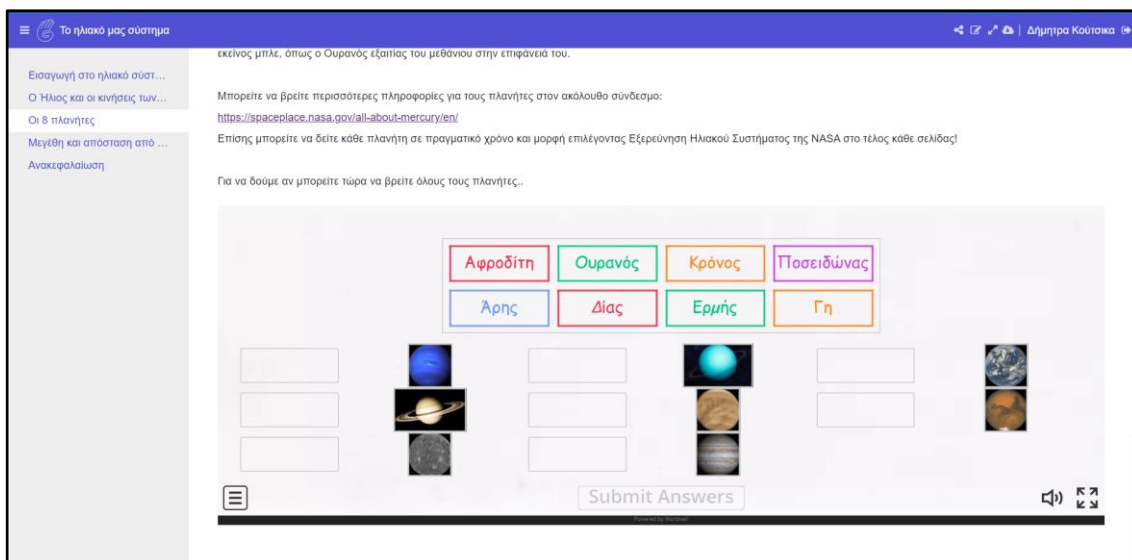 Το ηλιακό μας σύστημα
Δήμητρα Κούτσικα
Εισαγωγή στο ηλιακό σύστ...
Ο Ήλιος και οι κινήσεις των...
Οι 8 πλανήτες
Μεγέθη και απόσταση από ...
Ανακεφαλαίωση
εκείνος μπλε, όπως ο Ουρανός εξαιτίας του μεθάνιου στην επιφάνειά του.
Μπορείτε να βρείτε περισσότερες πληροφορίες για τους πλανήτες στον ακόλουθο σύνδεσμο:
https://spaceplace.nasa.gov/all-about-mercury/en/
Επίσης μπορείτε να δείτε κάθε πλανήτη σε πραγματικό χρόνο και μορφή επιλέγοντας Εξερεύνηση Ηλιακού Συστήματος της NASA στο τέλος κάθε σελίδας!
Για να δούμε αν μπορείτε τώρα να βρείτε όλους τους πλανήτες..
Αφροδίτη Ουρανός Κρόνος Ποσειδώνας
Άρης Δίας Ερμής Γη
Submit Answers
Powered by Wordwall